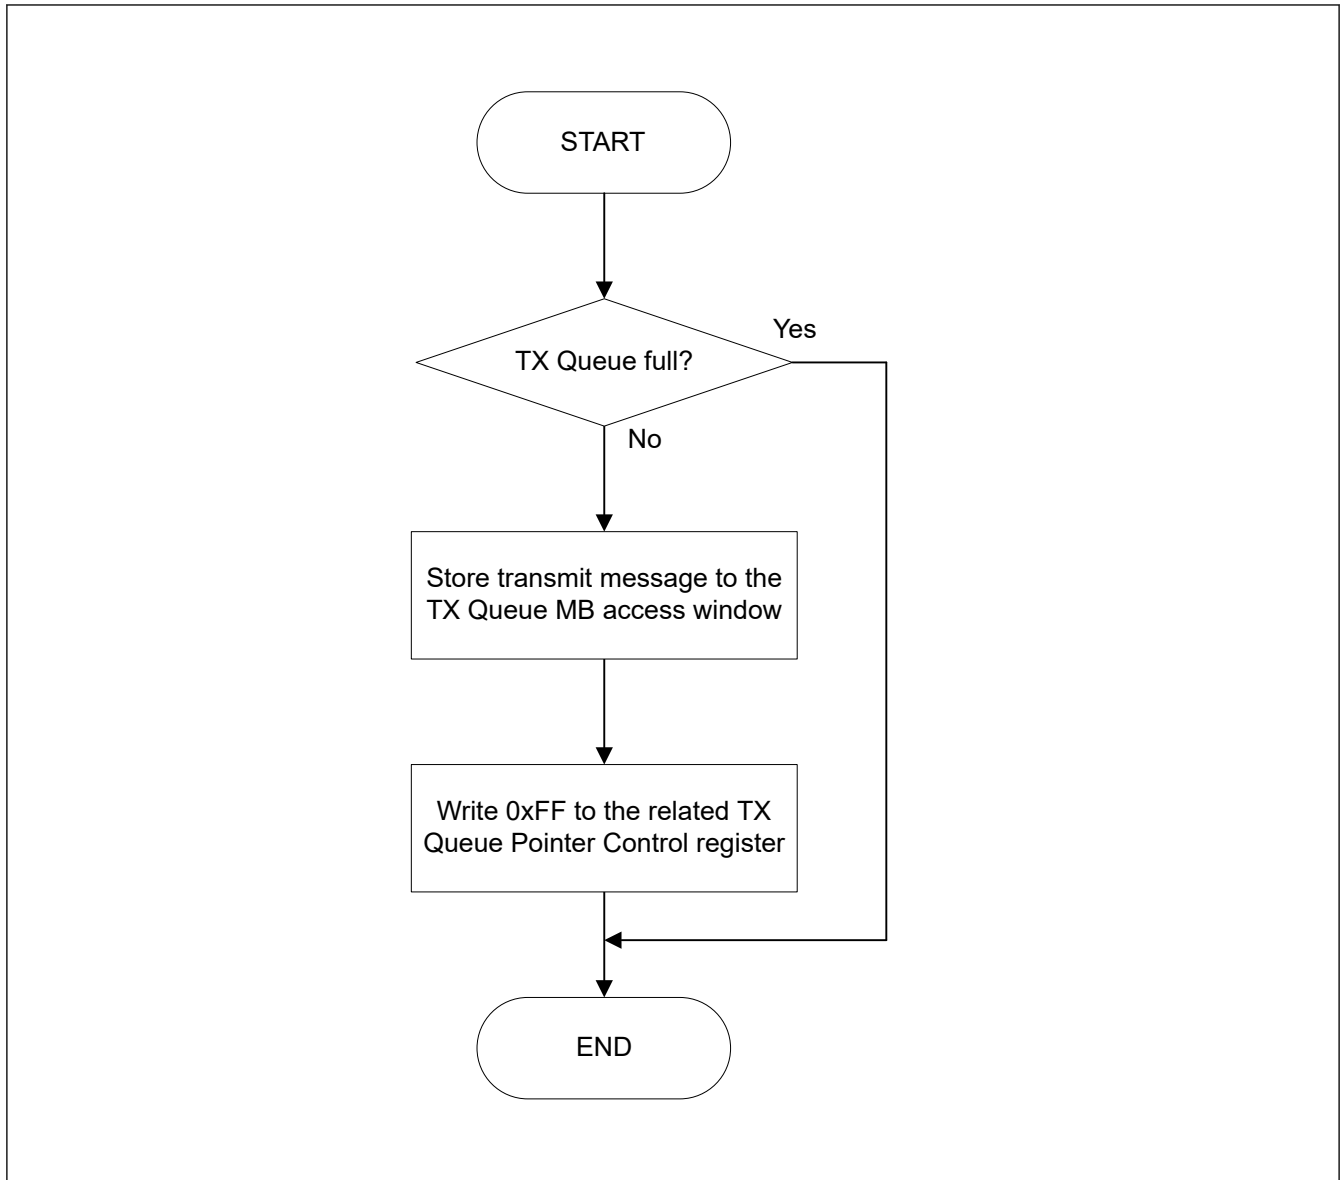 START
Yes
TX Queue full?
No
Store transmit message to the
TX Queue MB access window
Write 0xFF to the related TX
Queue Pointer Control register
END